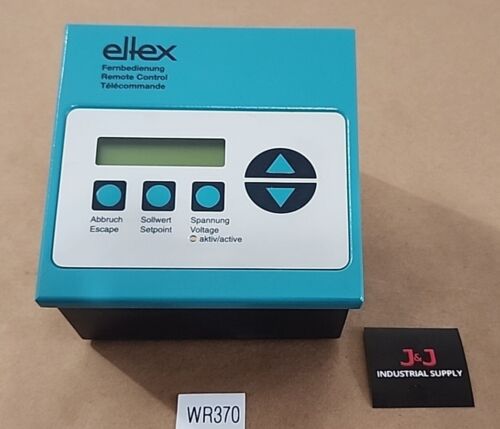 eltex
Fernbedienung
Remote Control
Télécommande
Abbruch
Escape
Sollwert
Setpoint
Spannung
Voltage
aktiv/active
J&J
INDUSTRIAL SUPPLY
WR370